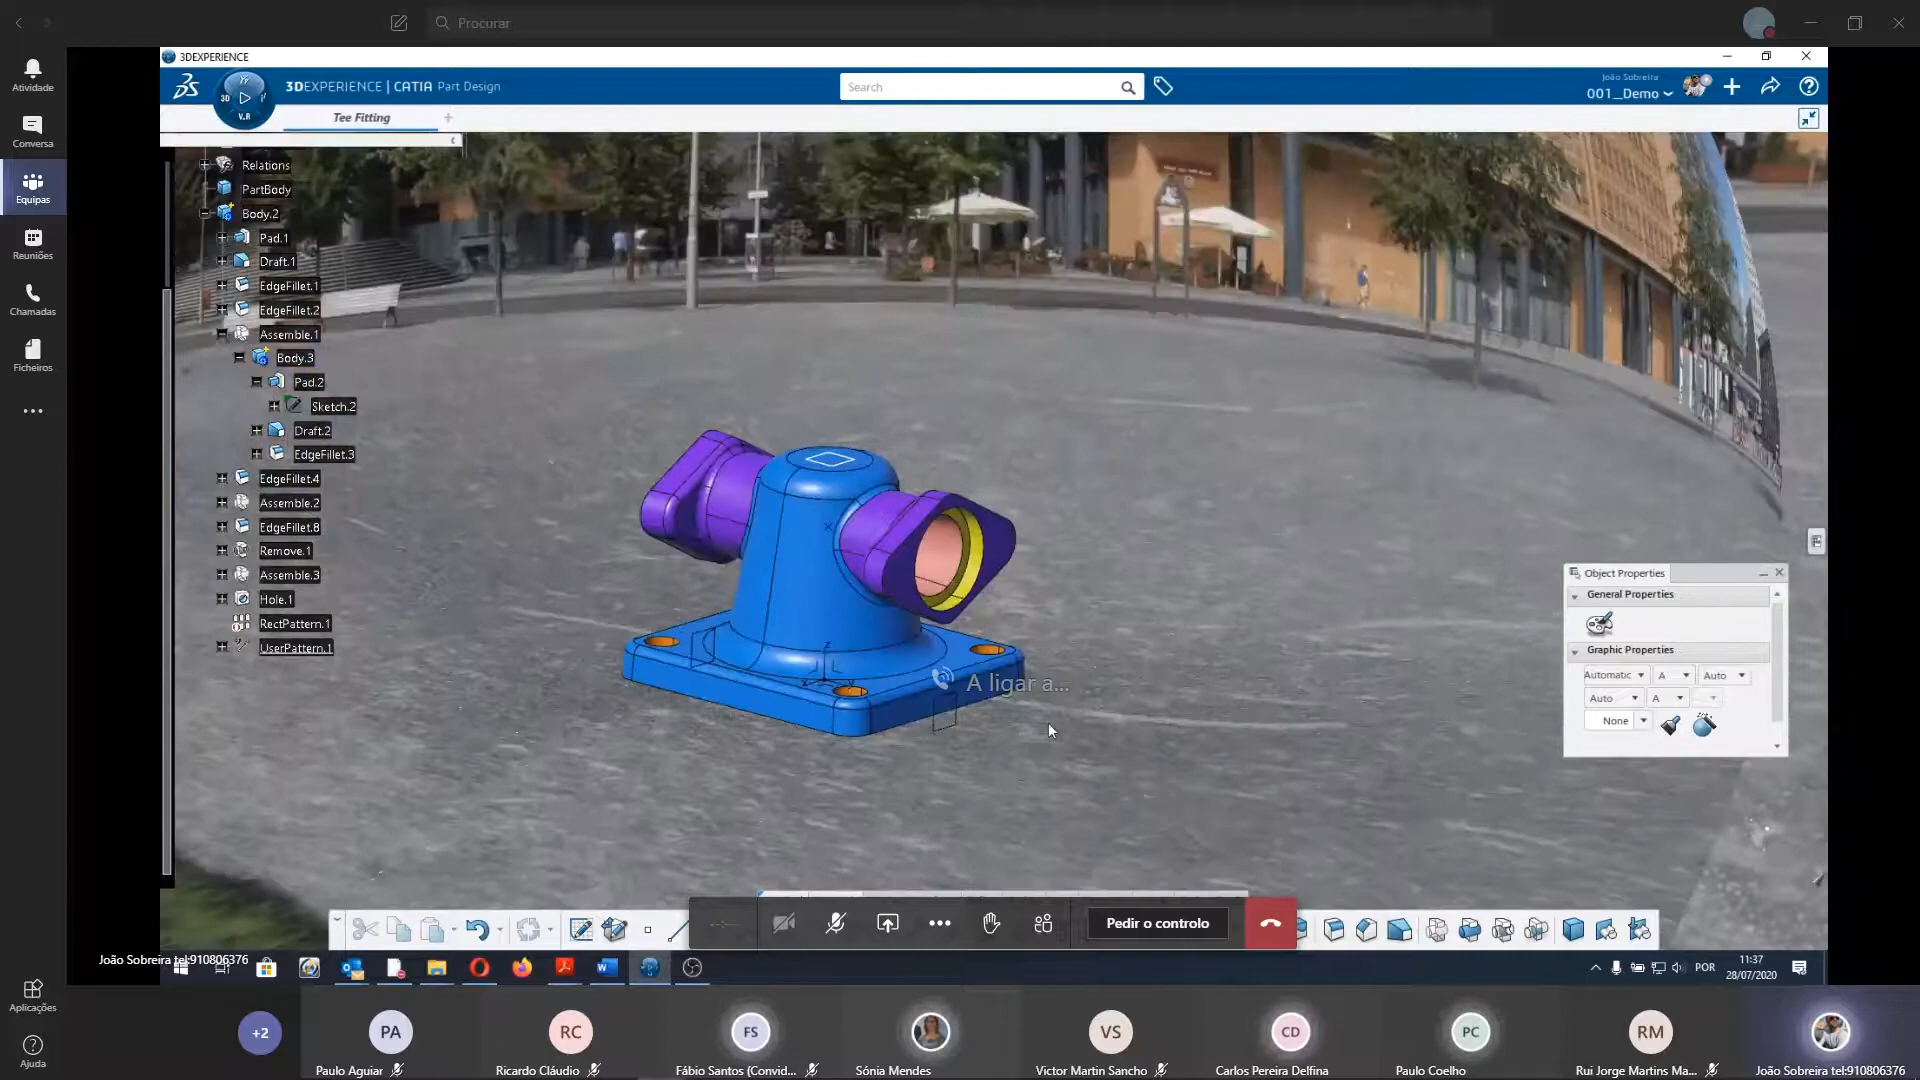 Procurar
3DEXPERIENCE
3DEXPERIENCE | CATIA Part Design
Search
João Sobreira
001_Demo
3D
V.R
Tee Fitting
Atividade
Conversa
Equipas
Reuniões
Chamadas
Ficheiros
Relations
PartBody
Body.2
Pad.1
Draft.1
EdgeFillet.1
EdgeFillet.2
Assemble.1
Body.3
Pad.2
Sketch.2
Draft.2
EdgeFillet.3
EdgeFillet.4
Assemble.2
EdgeFillet.8
Remove.1
Assemble.3
Hole.1
RectPattern.1
UserPattern.1
A ligar a...
Object Properties
General Properties
Graphic Properties
Automatic
A
Auto
Auto
A
None
Pedir o controlo
João Sobreira tel:910806376
POR
11:37
28/07/2020
Aplicações
Ajuda
+2
PA
RC
FS
VS
CD
PC
RM
Paulo Aguiar
Ricardo Cláudio
Fábio Santos (Convid...
Sónia Mendes
Victor Martin Sancho
Carlos Pereira Delfina
Paulo Coelho
Rui Jorge Martins Ma...
João Sobreira tel:910806376